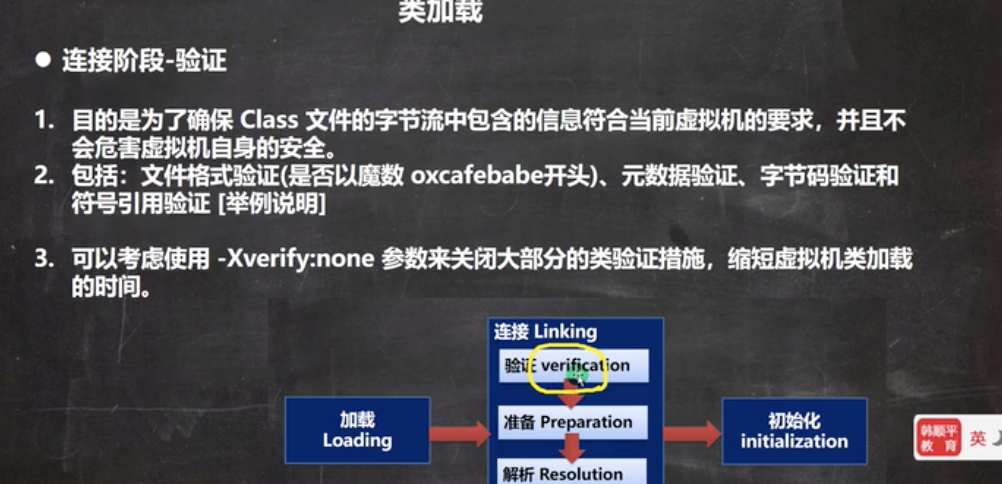 类加载
● 连接阶段-验证
1. 目的是为了确保 Class 文件的字节流中包含的信息符合当前虚拟机的要求，并且不
会危害虚拟机自身的安全。
2. 包括：文件格式验证(是否以魔数 oxcafebabe开头)、元数据验证、字节码验证和
符号引用验证 [举例说明]
3. 可以考虑使用 -Xverify:none 参数来关闭大部分的类验证措施，缩短虚拟机类加载
的时间。
连接 Linking
验证 verification
加载
Loading
准备 Preparation
初始化
initialization
解析 Resolution
韩顺平
教育
英